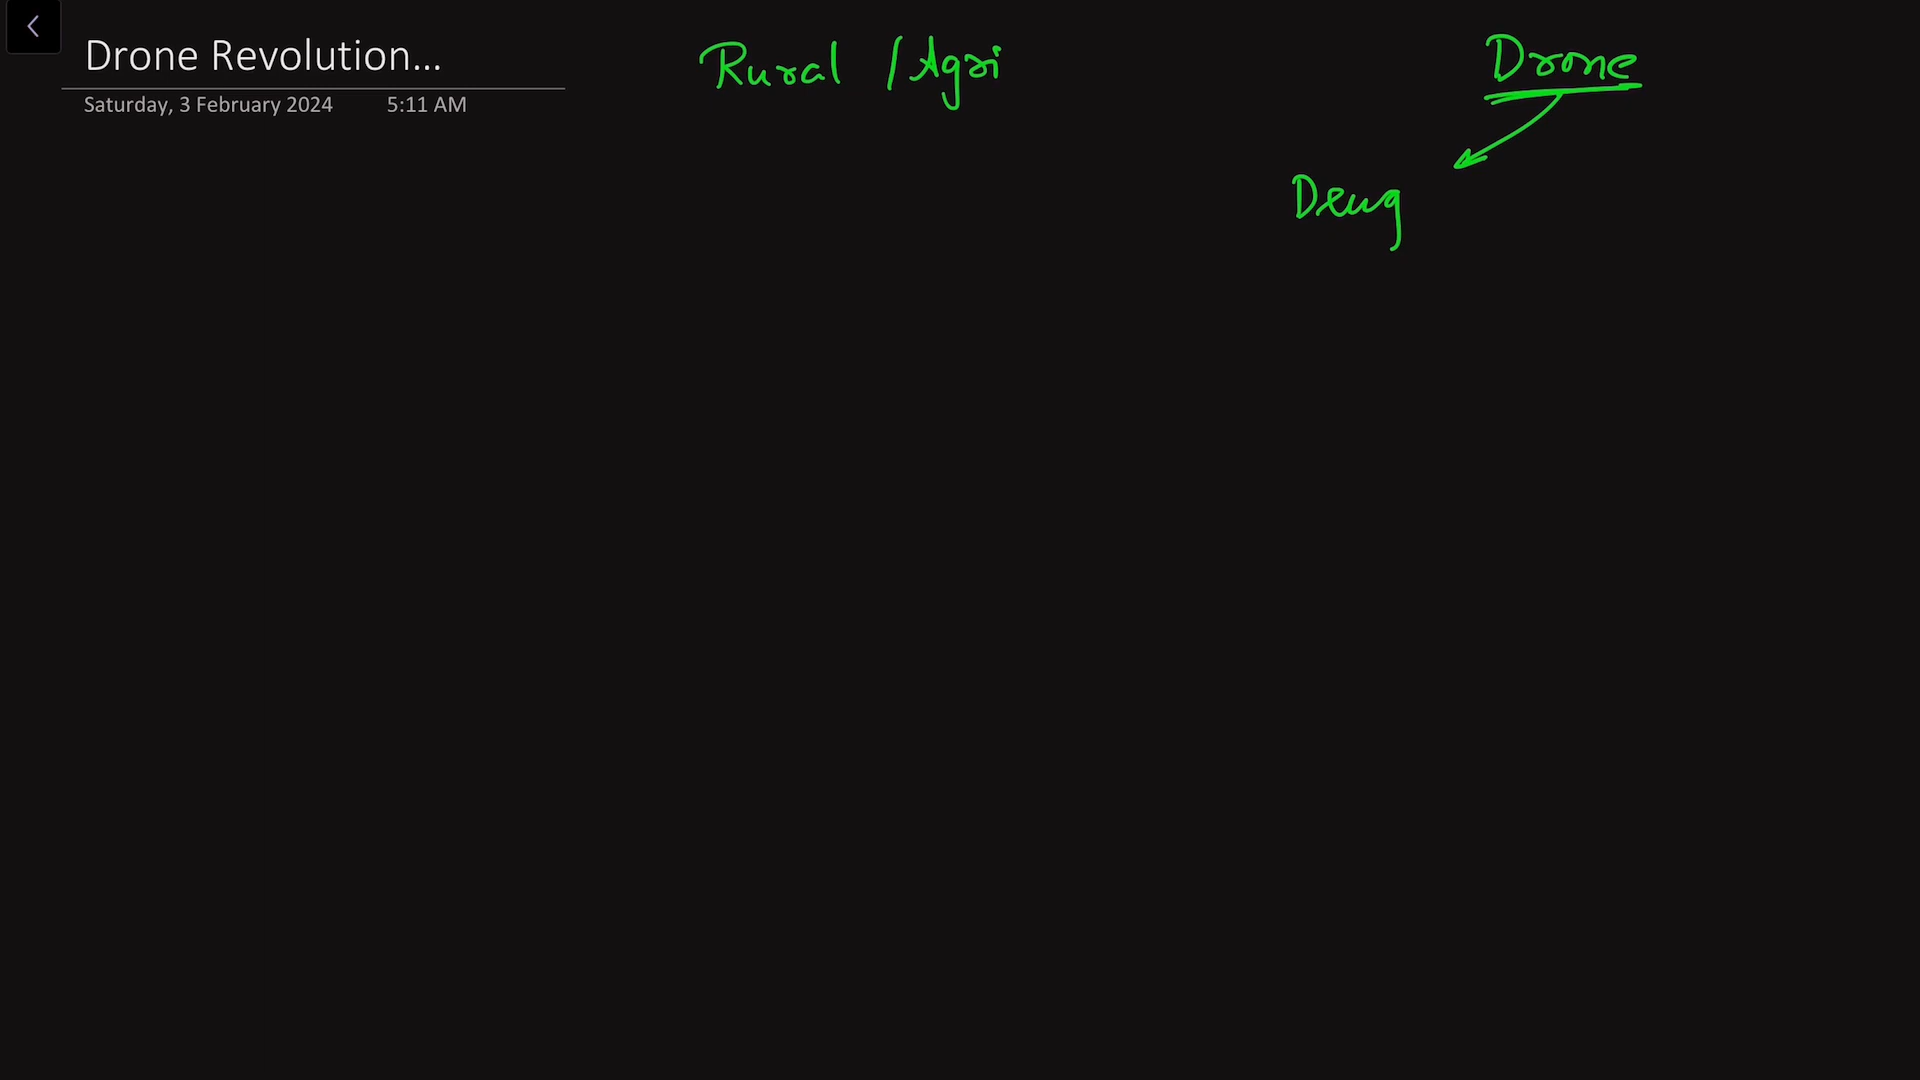 Drone Revolution...
Saturday, 3 February 2024 5:11 AM
Rural / Agri
Drone
Drug